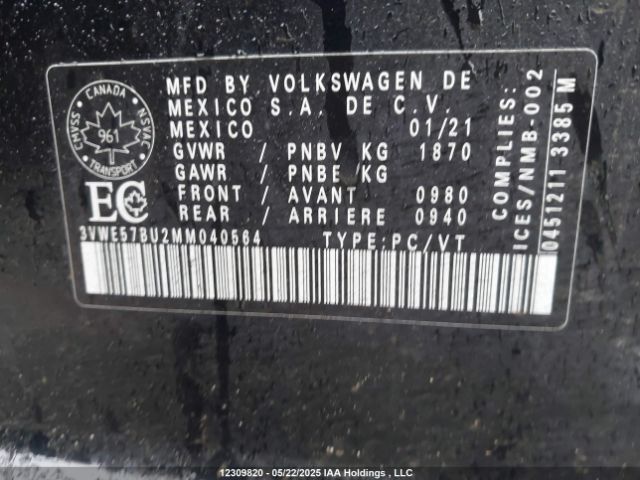 CANADA
CMVSS
NSVAC
961
TRANSPORT
EC
MFD BY VOLKSWAGEN DE
MEXICO S.A. DE C.V.
MEXICO 01/21
GVWR / PNBV KG 1870
GAWR / PNBE KG
FRONT / AVANT 0980
REAR / ARRIERE 0940
3VWE57BU2MM040564 TYPE:PC/VT
COMPLIES:
ICES/NMB-002
0451211 3385 M
12309820 - 05/22/2025 IAA Holdings , LLC